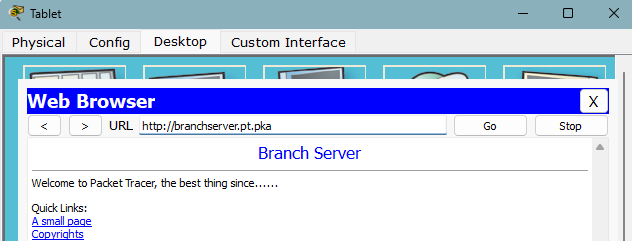 Tablet
Physical Config Desktop Custom Interface
Web Browser X
< > URL http://branchserver.pt.pka Go Stop
Branch Server
Welcome to Packet Tracer, the best thing since......
Quick Links:
A small page
Copyrights